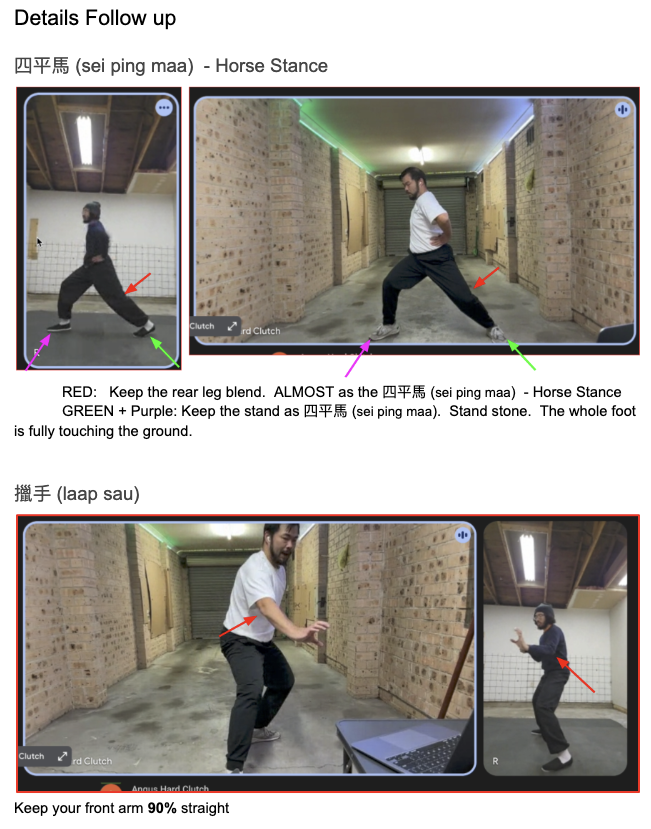 Details Follow up
四平馬 (sei ping maa)  - Horse Stance
Clutch
rd Clutch
R
RED:   Keep the rear leg blend.  ALMOST as the 四平馬 (sei ping maa)  - Horse Stance
GREEN + Purple: Keep the stand as 四平馬 (sei ping maa).  Stand stone.  The whole foot
is fully touching the ground.
擸手 (laap sau)
Clutch
rd Clutch
R
Angus Hard Clutch
Keep your front arm 90% straight